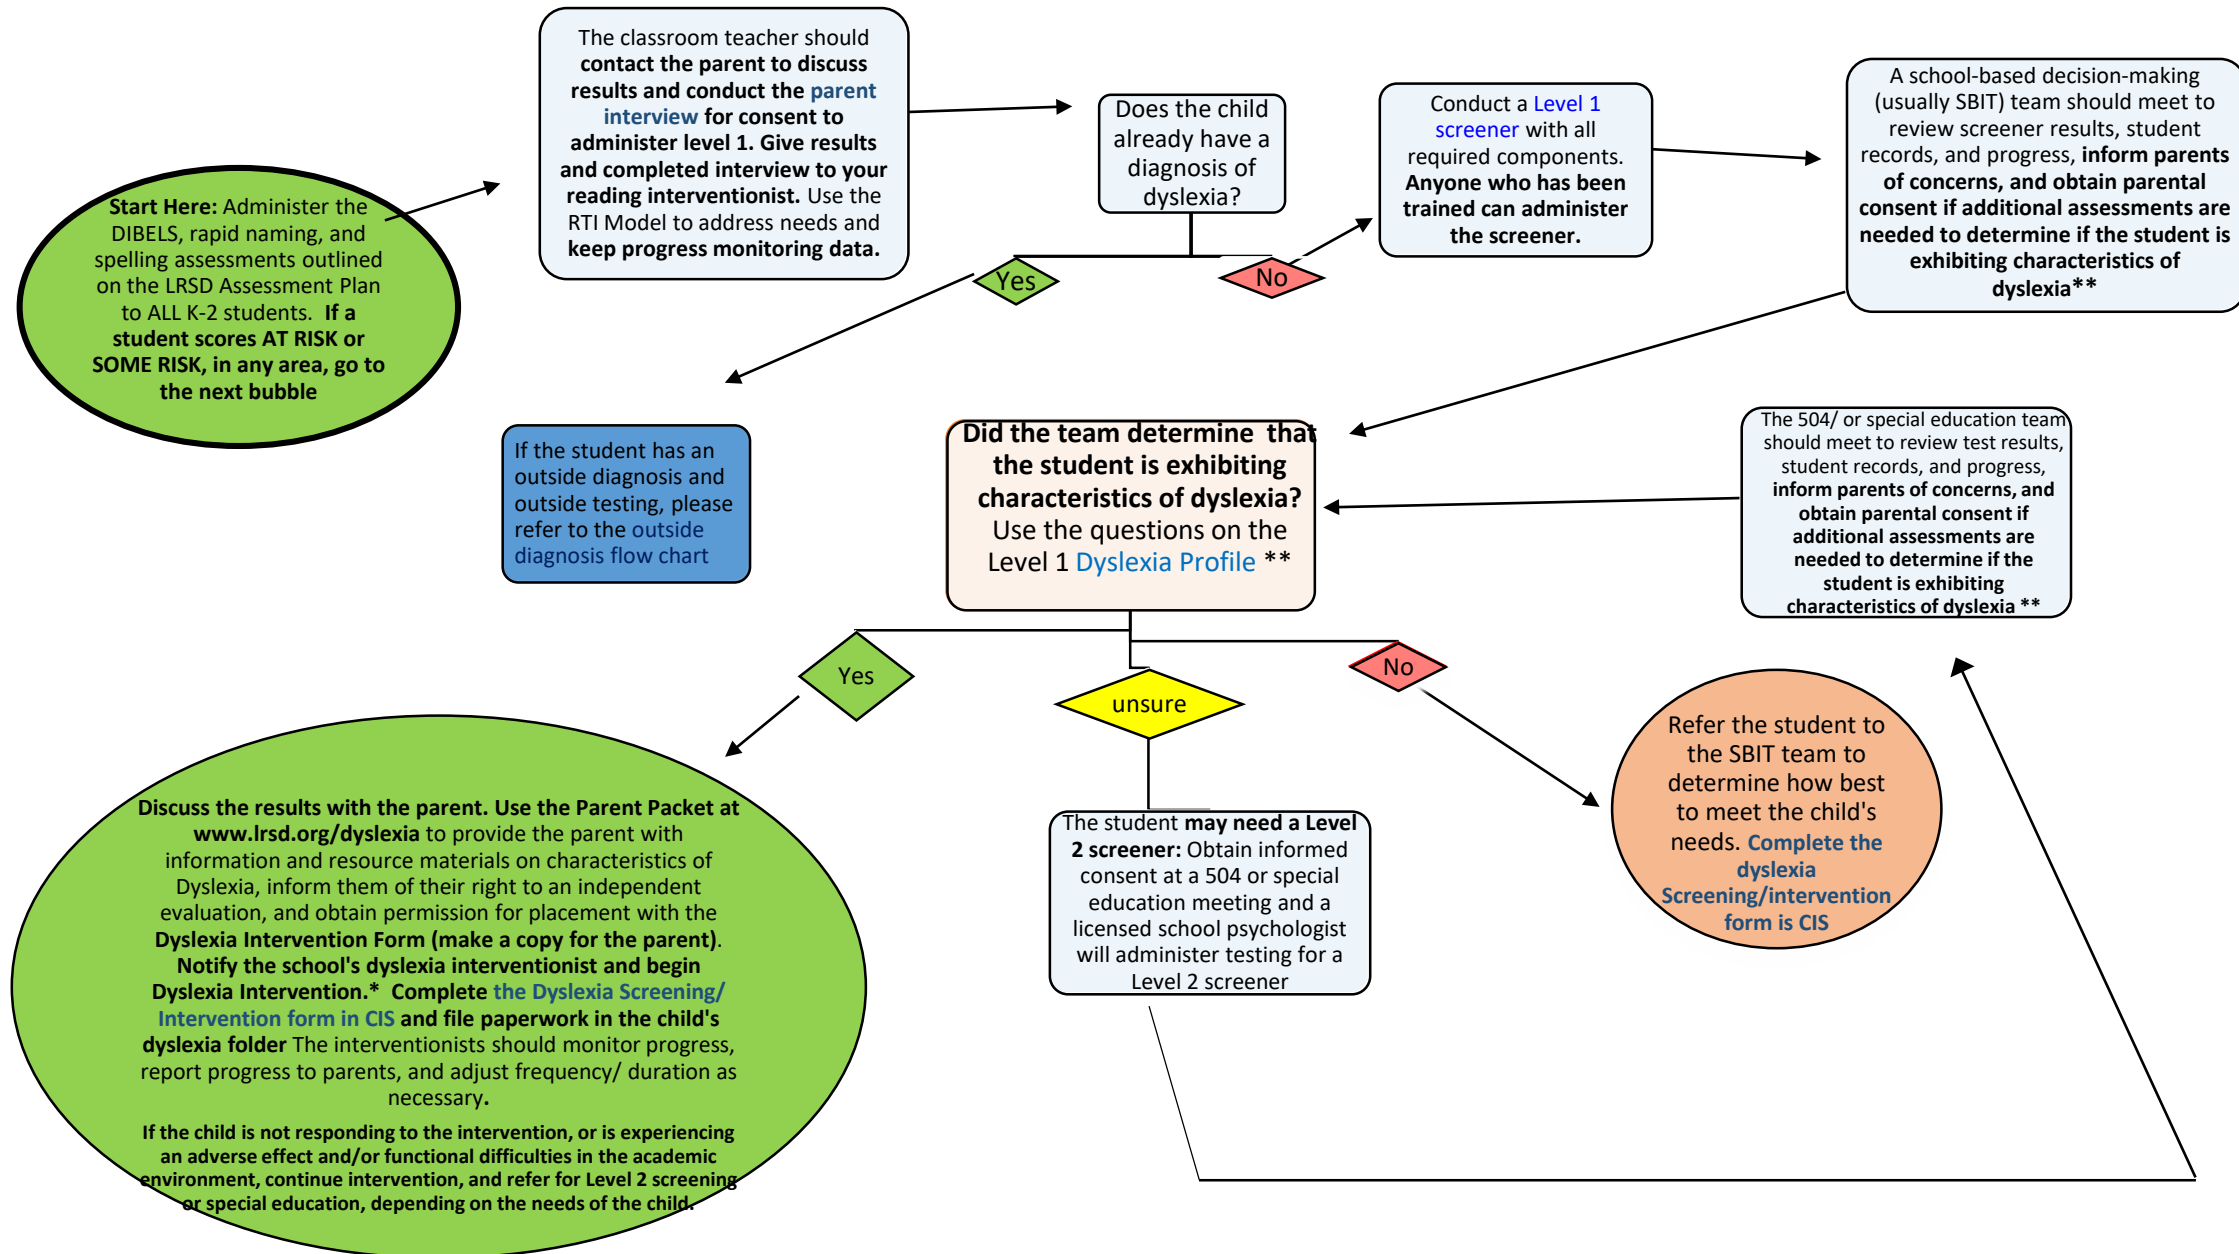 Start Here: Administer the
DIBELS, rapid naming, and
spelling assessments outlined
on the LRSD Assessment Plan
to ALL K-2 students. If a
student scores AT RISK or
SOME RISK, in any area, go to
the next bubble
The classroom teacher should
contact the parent to discuss
results and conduct the parent
interview for consent to
administer level 1. Give results
and completed interview to your
reading interventionist. Use the
RTI Model to address needs and
keep progress monitoring data.
Does the child
already have a
diagnosis of
dyslexia?
Yes
No
Conduct a Level 1
screener with all
required components.
Anyone who has been
trained can administer
the screener.
A school-based decision-making
(usually SBIT) team should meet to
review screener results, student
records, and progress, inform parents
of concerns, and obtain parental
consent if additional assessments are
needed to determine if the student is
exhibiting characteristics of
dyslexia**
If the student has an
outside diagnosis and
outside testing, please
refer to the outside
diagnosis flow chart
Did the team determine that
the student is exhibiting
characteristics of dyslexia?
Use the questions on the
Level 1 Dyslexia Profile **
The 504/ or special education team
should meet to review test results,
student records, and progress,
inform parents of concerns, and
obtain parental consent if
additional assessments are
needed to determine if the
student is exhibiting
characteristics of dyslexia **
Yes
unsure
No
Discuss the results with the parent. Use the Parent Packet at
www.lrsd.org/dyslexia to provide the parent with
information and resource materials on characteristics of
Dyslexia, inform them of their right to an independent
evaluation, and obtain permission for placement with the
Dyslexia Intervention Form (make a copy for the parent).
Notify the school's dyslexia interventionist and begin
Dyslexia Intervention.* Complete the Dyslexia Screening/
Intervention form in CIS and file paperwork in the child's
dyslexia folder The interventionists should monitor progress,
report progress to parents, and adjust frequency/ duration as
necessary.
If the child is not responding to the intervention, or is experiencing
an adverse effect and/or functional difficulties in the academic
environment, continue intervention, and refer for Level 2 screening
or special education, depending on the needs of the child.
The student may need a Level
2 screener: Obtain informed
consent at a 504 or special
education meeting and a
licensed school psychologist
will administer testing for a
Level 2 screener
Refer the student to
the SBIT team to
determine how best
to meet the child's
needs. Complete the
dyslexia
Screening/intervention
form is CIS